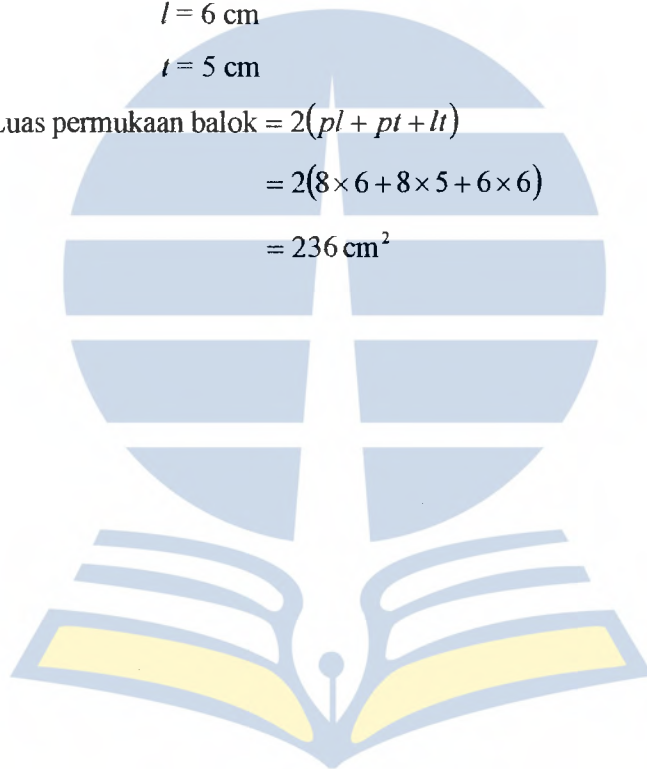 l = 6 cm
t = 5 cm
Luas permukaan balok = 2(pl + pt + lt)
= 2(8 × 6 + 8 × 5 + 6 × 6)
= 236 cm²